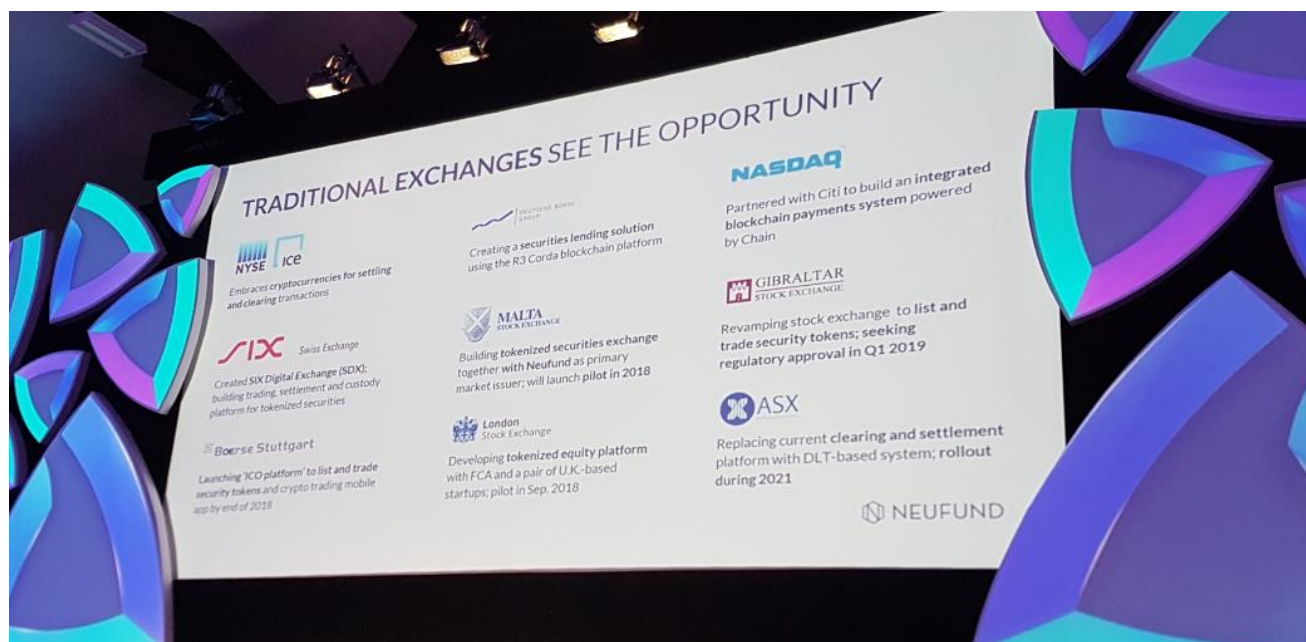 TRADITIONAL EXCHANGES SEE THE OPPORTUNITY
NYSE ice
Embraces cryptocurrencies for settling
and clearing transactions
SIX Swiss Exchange
Created SIX Digital Exchange (SDX);
building trading, settlement and custody
platform for tokenized securities
Boerse Stuttgart
Launching 'ICO platform' to list and trade
security tokens and crypto trading mobile
app by end of 2018
DEUTSCHE BÖRSE
GROUP
Creating a securities lending solution
using the R3 Corda blockchain platform
MALTA
STOCK EXCHANGE
Building tokenized securities exchange
together with Neufund as primary
market issuer; will launch pilot in 2018
London
Stock Exchange
Developing tokenized equity platform
with FCA and a pair of U.K.-based
startups; pilot in Sep. 2018
NASDAQ
Partnered with Citi to build an integrated
blockchain payments system powered
by Chain
GIBRALTAR
STOCK EXCHANGE
Revamping stock exchange to list and
trade security tokens; seeking
regulatory approval in Q1 2019
ASX
Replacing current clearing and settlement
platform with DLT-based system; rollout
during 2021
NEUFUND